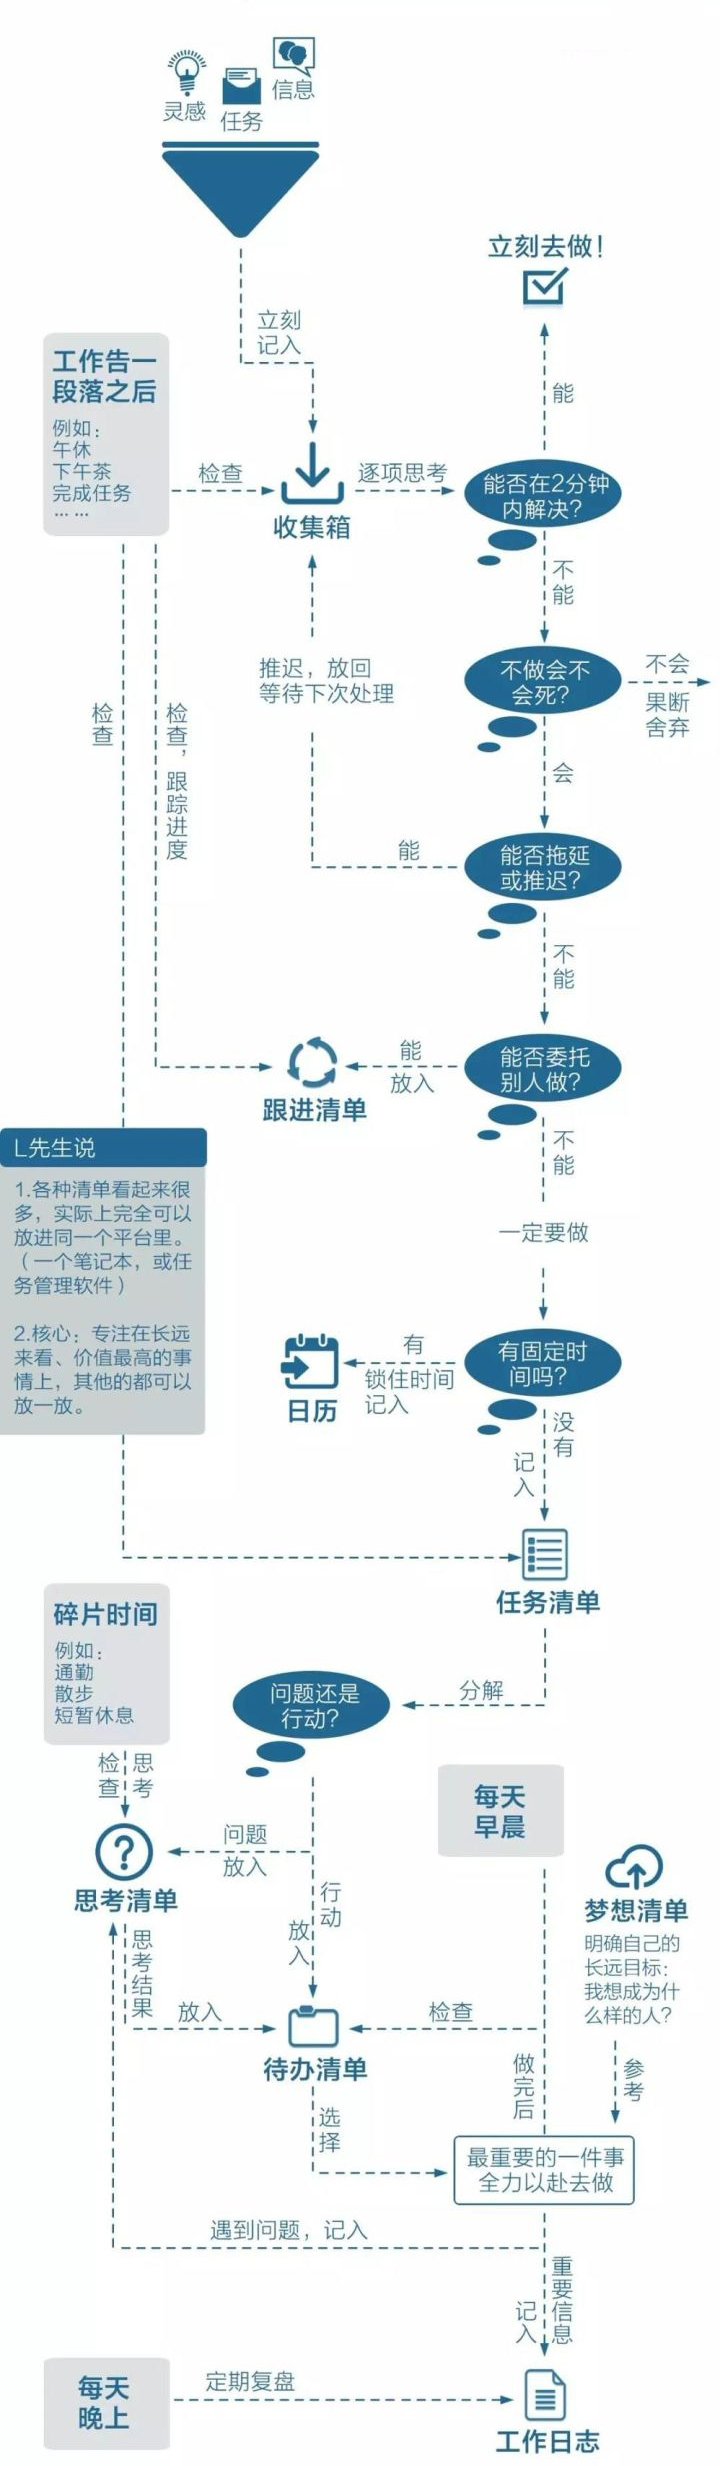 灵感
任务
信息
立刻
记入
立刻去做！
能
工作告一
段落之后
例如：
午休
下午茶
完成任务
... ...
检查
收集箱
逐项思考
能否在2分钟
内解决？
不能
推迟，放回
等待下次处理
不做会不
会死？
不会
果断
舍弃
检查
检查，跟踪进度
会
能
能否拖延
或推迟？
不能
跟进清单
能
放入
能否委托
别人做？
不能
L先生说
1.各种清单看起来很
多，实际上完全可以
放进同一个平台里。
（一个笔记本，或任
务管理软件）
2.核心：专注在长远
来看、价值最高的事
情上，其他的都可以
放一放。
一定要做
日历
有
锁住时间
记入
有固定时
间吗？
没有
记入
任务清单
碎片时间
例如：
通勤
散步
短暂休息
问题还是
行动？
分解
检查
思考
思考清单
问题
放入
行动
放入
每天
早晨
梦想清单
明确自己的
长远目标：
我想成为什
么样的人？
思考结果
放入
待办清单
检查
做完后
参考
选择
最重要的一件事
全力以赴去做
遇到问题，记入
重要信息
记入
每天
晚上
定期复盘
工作日志